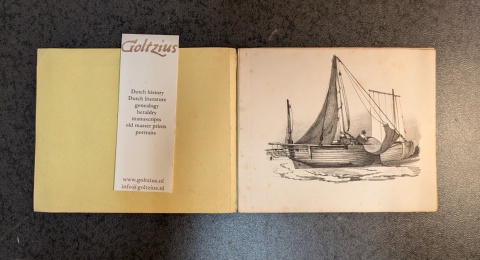 Goltzius
Dutch history
Dutch literature
genealogy
heraldry
manuscripts
old master prints
portraits
www.goltzius.nl
info@goltzius.nl